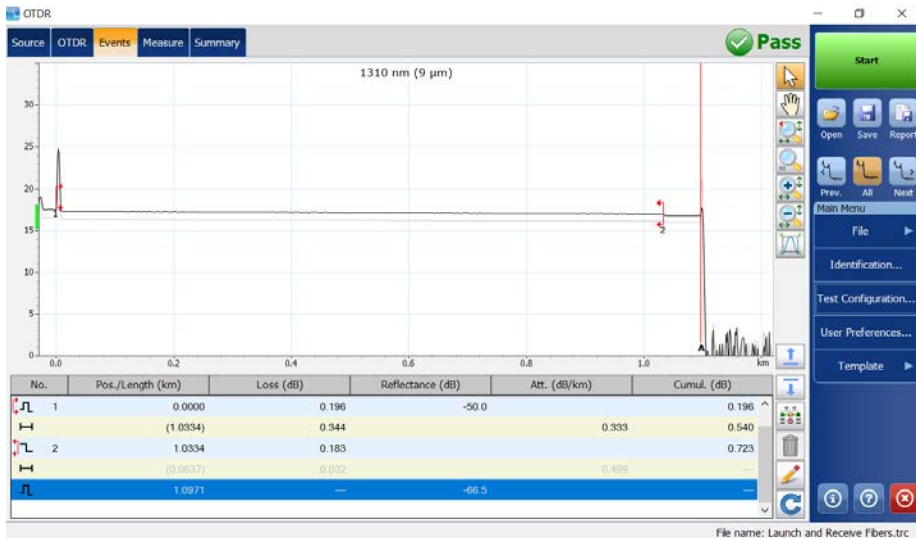 OTDR
Source OTDR Events Measure Summary
Pass
Start
1310 nm (9 µm)
30
25
20
15
10
5
0
1
2
A
0.0 0.2 0.4 0.6 0.8 1.0 km
Open Save Report
Prev. All Next
Main Menu
File
Identification...
Test Configuration...
User Preferences...
Template
No. Pos./Length (km) Loss (dB) Reflectance (dB) Att. (dB/km) Cumul. (dB)
1 0.0000 0.196 -50.0 0.196
(1.0334) 0.344 0.333 0.540
2 1.0334 0.183 0.723
(0.0637) 0.032 0.499 ---
1.0971 --- -66.5 ---
File name: Launch and Receive Fibers.trc